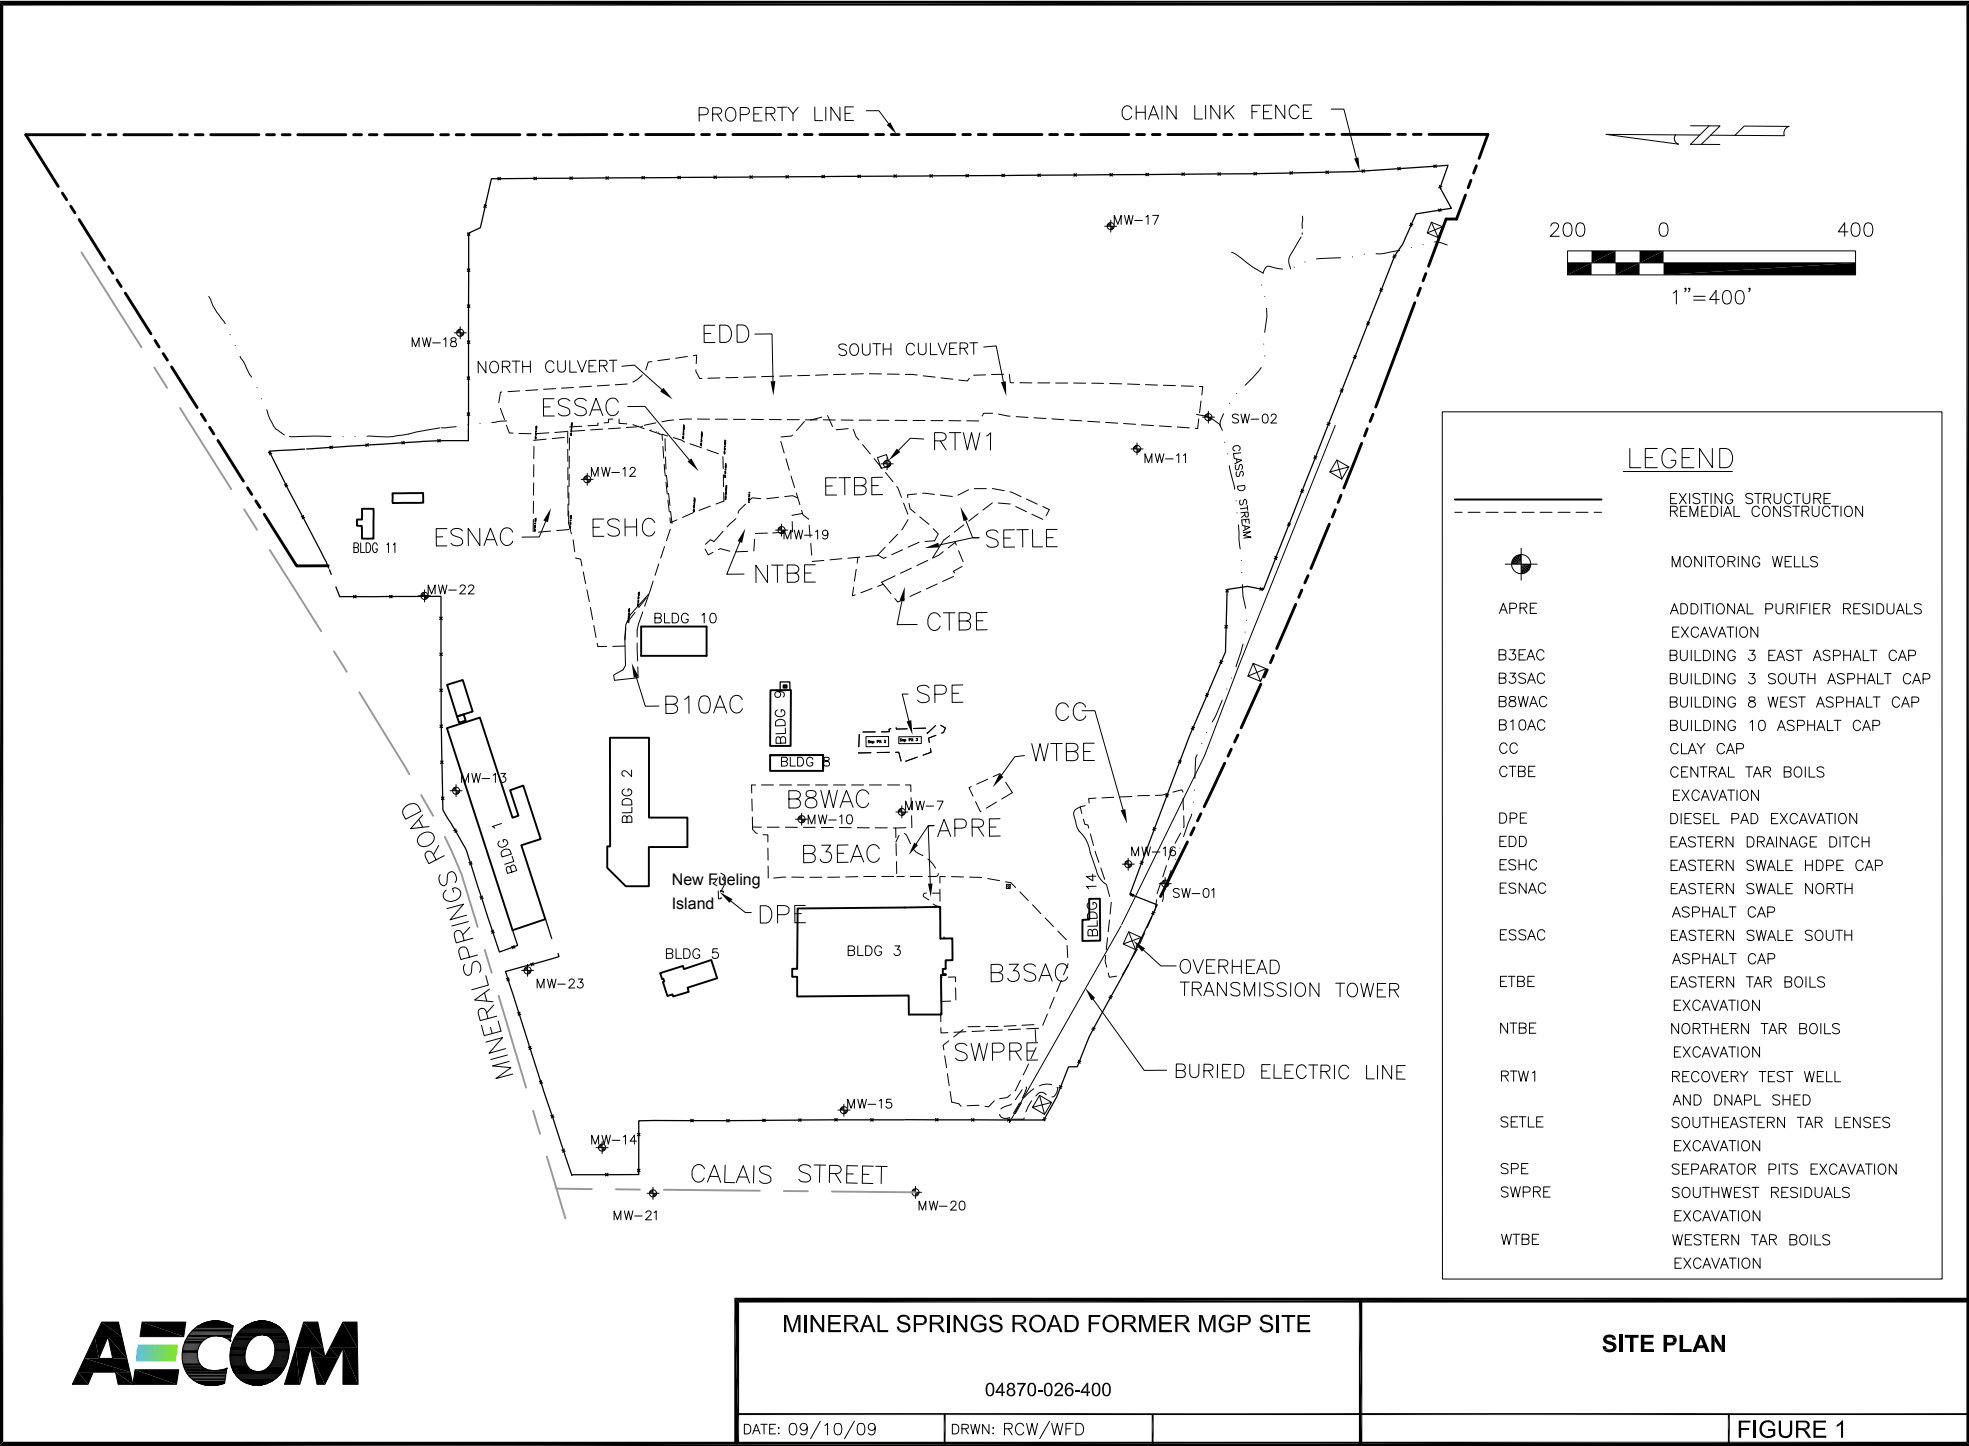 PROPERTY LINE
CHAIN LINK FENCE
200 0 400
1"=400'
MW-17
MW-18
EDD
SOUTH CULVERT
NORTH CULVERT
ESSAC
SW-02
RTW1
MW-11
CLASS D STREAM
MW-12
ETBE
ESNAC
ESHC
MW-19
SETLE
BLDG 11
NTBE
MW-22
BLDG 10
CTBE
B10AC
BLDG 9
SPE
CC
Sep Pit 2
WTBE
BLDG 8
MW-13
BLDG 2
B8WAC
MW-7
MW-10
APRE
BLDG 1
B3EAC
MW-16
MINERAL SPRINGS ROAD
New Fueling
Island
DPE
BLDG 14
SW-01
BLDG 3
BLDG 5
B3SAC
OVERHEAD
TRANSMISSION TOWER
MW-23
SWPRE
BURIED ELECTRIC LINE
MW-15
MW-14
CALAIS STREET
MW-21
MW-20
LEGEND
EXISTING STRUCTURE
REMEDIAL CONSTRUCTION
MONITORING WELLS
APRE ADDITIONAL PURIFIER RESIDUALS
EXCAVATION
B3EAC BUILDING 3 EAST ASPHALT CAP
B3SAC BUILDING 3 SOUTH ASPHALT CAP
B8WAC BUILDING 8 WEST ASPHALT CAP
B10AC BUILDING 10 ASPHALT CAP
CC CLAY CAP
CTBE CENTRAL TAR BOILS
EXCAVATION
DPE DIESEL PAD EXCAVATION
EDD EASTERN DRAINAGE DITCH
ESHC EASTERN SWALE HDPE CAP
ESNAC EASTERN SWALE NORTH
ASPHALT CAP
ESSAC EASTERN SWALE SOUTH
ASPHALT CAP
ETBE EASTERN TAR BOILS
EXCAVATION
NTBE NORTHERN TAR BOILS
EXCAVATION
RTW1 RECOVERY TEST WELL
AND DNAPL SHED
SETLE SOUTHEASTERN TAR LENSES
EXCAVATION
SPE SEPARATOR PITS EXCAVATION
SWPRE SOUTHWEST RESIDUALS
EXCAVATION
WTBE WESTERN TAR BOILS
EXCAVATION
AECOM
MINERAL SPRINGS ROAD FORMER MGP SITE
04870-026-400
SITE PLAN
DATE: 09/10/09
DRWN: RCW/WFD
FIGURE 1